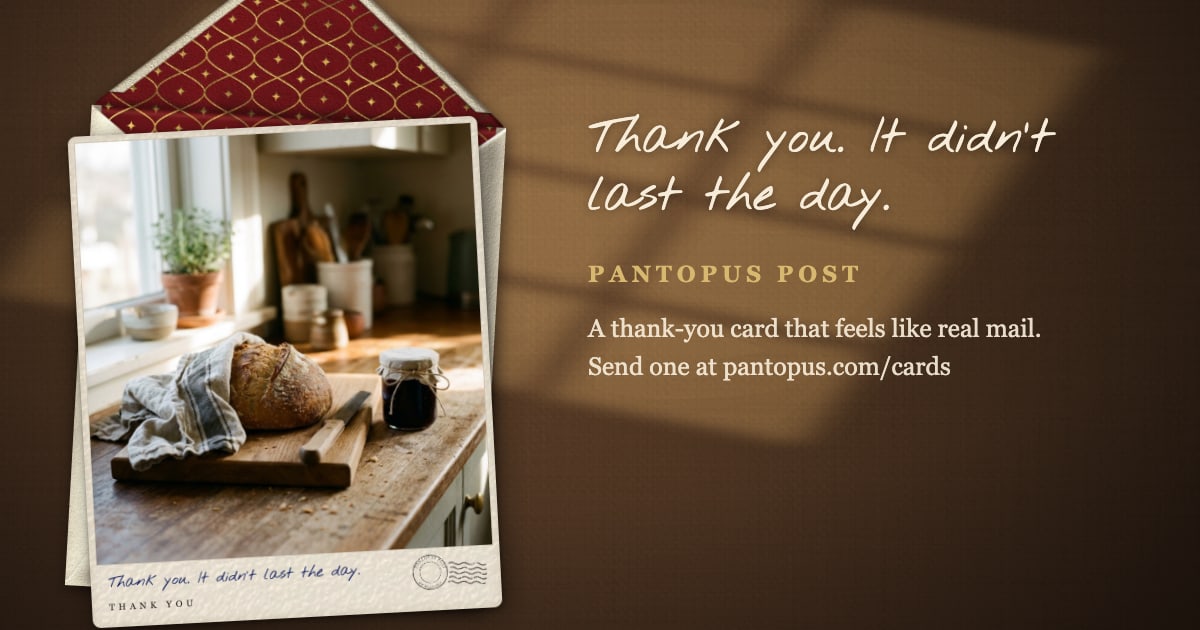 Thank you. It didn't
last the day.
PANTOPUS POST
A thank-you card that feels like real mail.
Send one at pantopus.com/cards
Thank you. It didn't last the day.
THANK YOU